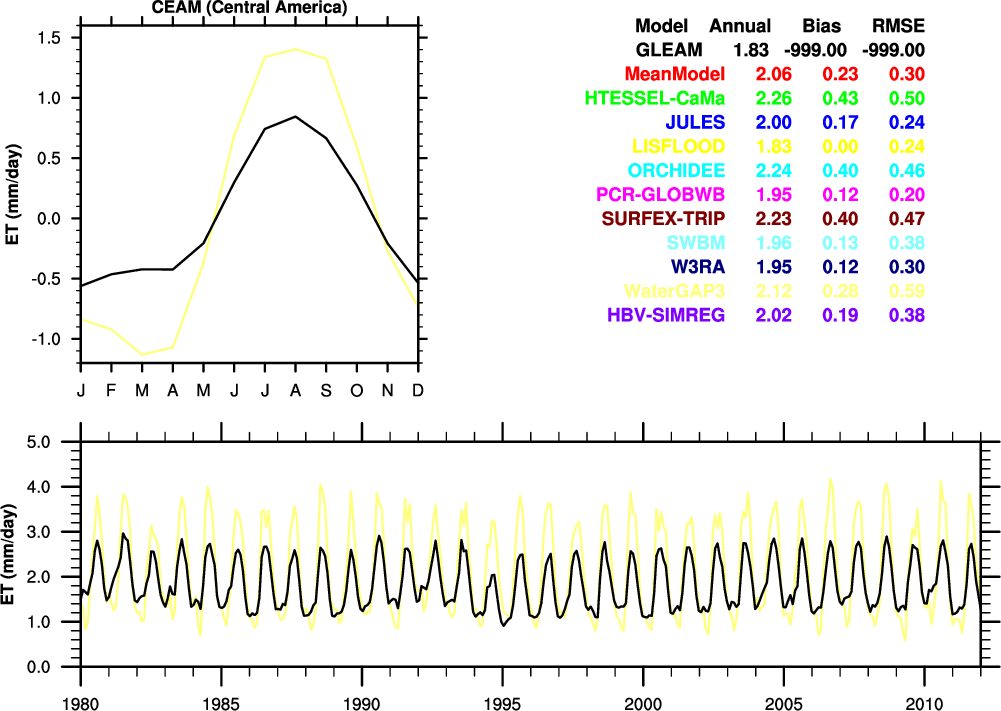 CEAM (Central America)
1.5
1.0
0.5
0.0
-0.5
-1.0
ET (mm/day)
J F M A M J J A S O N D
Model Annual Bias RMSE
GLEAM 1.83 -999.00 -999.00
MeanModel 2.06 0.23 0.30
HTESSEL-CaMa 2.26 0.43 0.50
JULES 2.00 0.17 0.24
LISFLOOD 1.83 0.00 0.24
ORCHIDEE 2.24 0.40 0.46
PCR-GLOBWB 1.95 0.12 0.20
SURFEX-TRIP 2.23 0.40 0.47
SWBM 1.96 0.13 0.38
W3RA 1.95 0.12 0.30
WaterGAP3 2.12 0.28 0.59
HBV-SIMREG 2.02 0.19 0.38
5.0
4.0
3.0
2.0
1.0
0.0
ET (mm/day)
1980 1985 1990 1995 2000 2005 2010